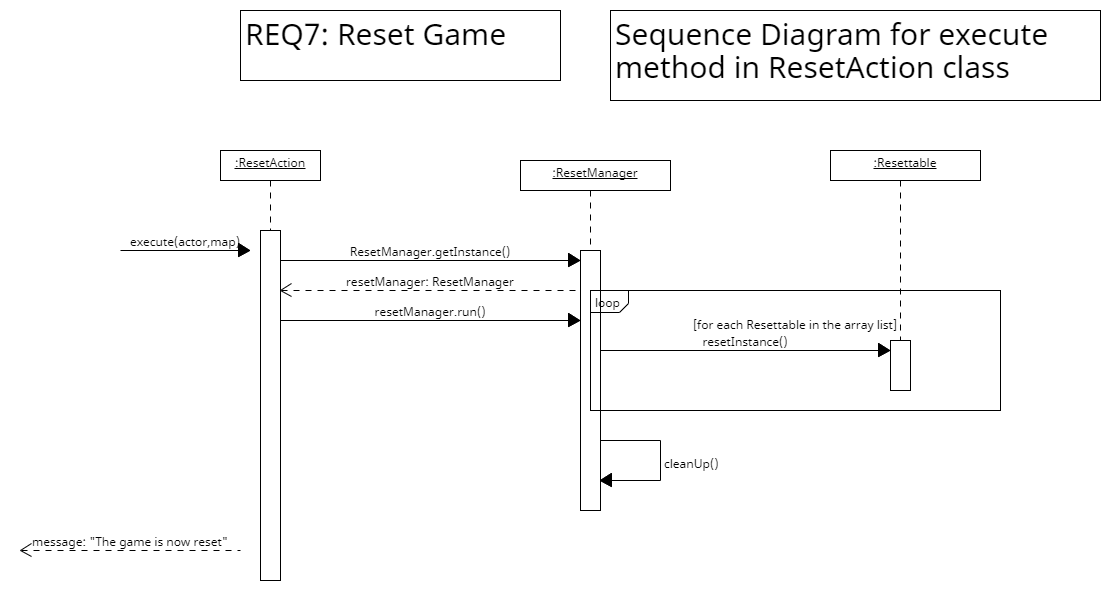 REQ7: Reset Game
Sequence Diagram for execute
method in ResetAction class
:ResetAction
:ResetManager
:Resettable
execute(actor,map)
ResetManager.getInstance()
resetManager: ResetManager
loop
resetManager.run()
[for each Resettable in the array list]
resetInstance()
cleanUp()
message: "The game is now reset"